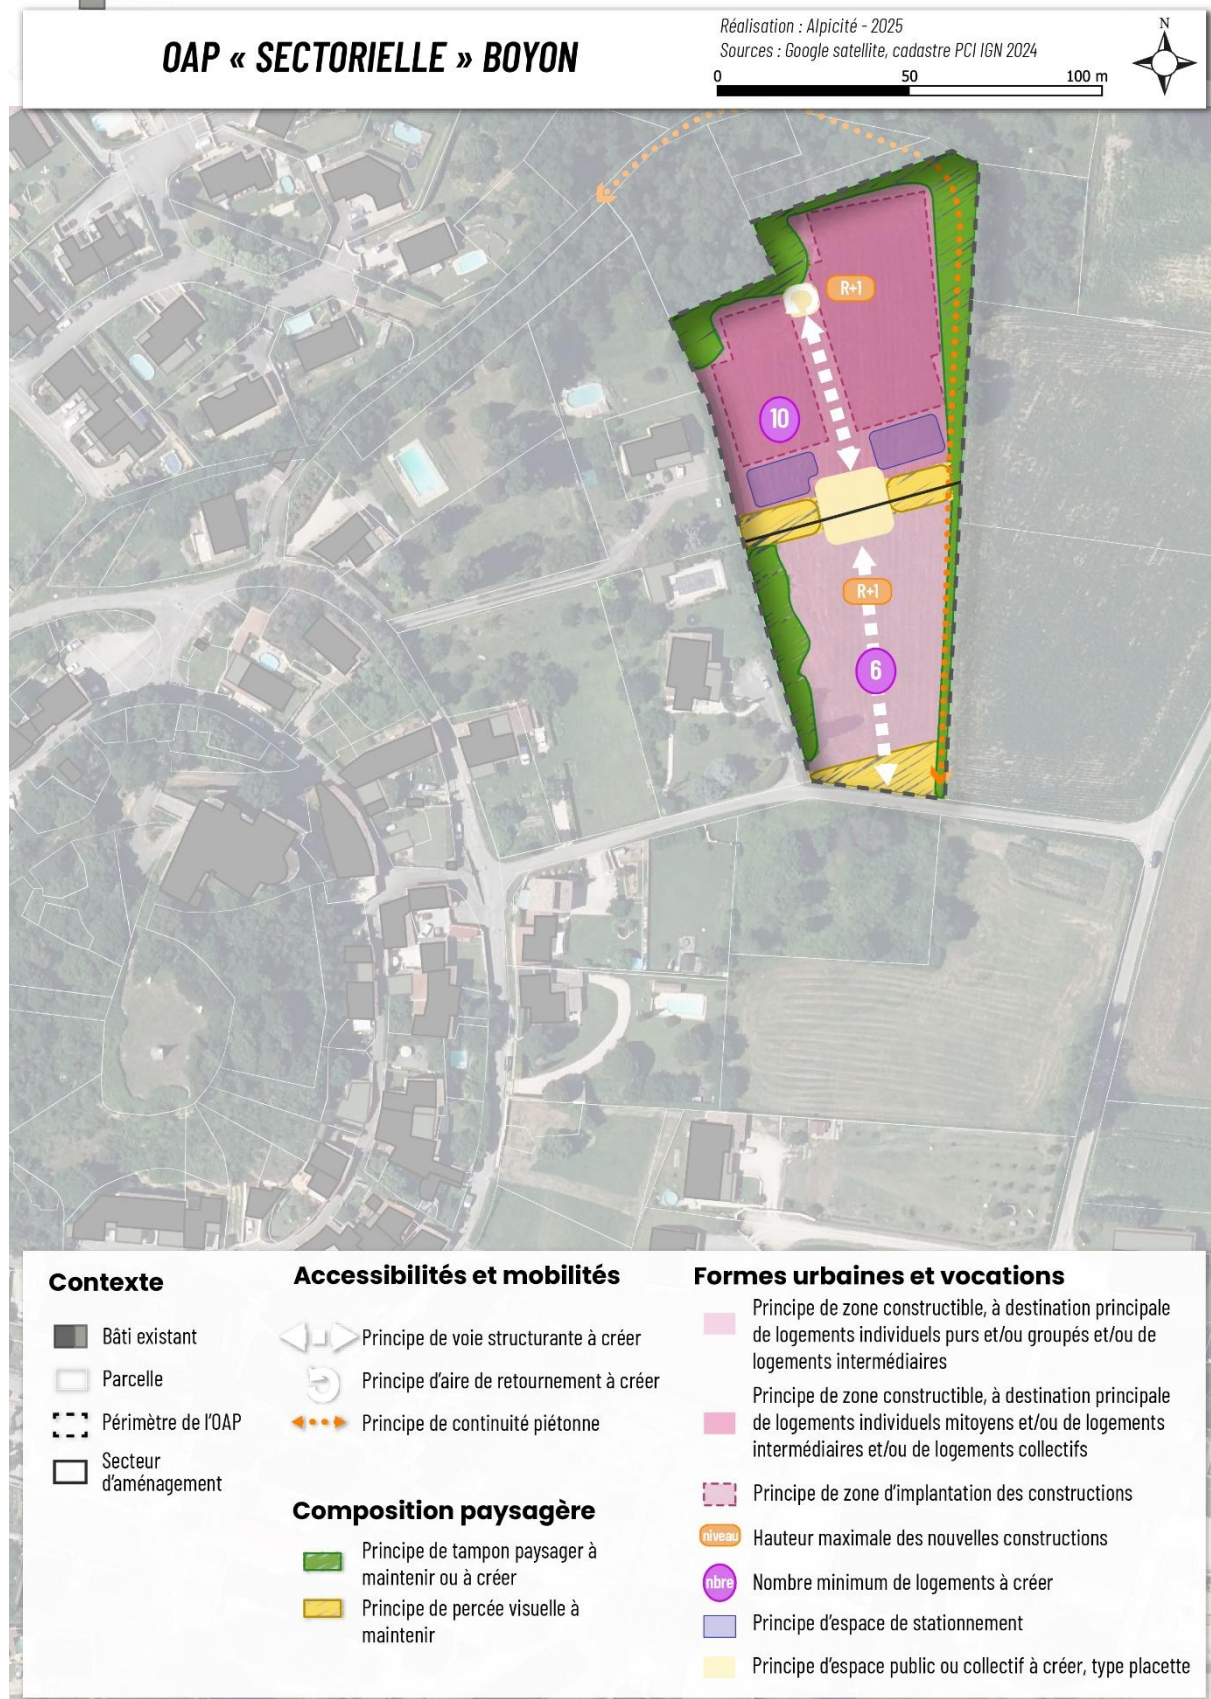 OAP « SECTORIELLE » BOYON
Réalisation : Alpicité - 2025
Sources : Google satellite, cadastre PCI IGN 2024
0 50 100 m
N
R+1
10
R+1
6
Contexte
Bâti existant
Parcelle
Périmètre de l'OAP
Secteur
d'aménagement
Accessibilités et mobilités
Principe de voie structurante à créer
Principe d'aire de retournement à créer
Principe de continuité piétonne
Composition paysagère
Principe de tampon paysager à
maintenir ou à créer
Principe de percée visuelle à
maintenir
Formes urbaines et vocations
Principe de zone constructible, à destination principale
de logements individuels purs et/ou groupés et/ou de
logements intermédiaires
Principe de zone constructible, à destination principale
de logements individuels mitoyens et/ou de logements
intermédiaires et/ou de logements collectifs
Principe de zone d'implantation des constructions
niveau Hauteur maximale des nouvelles constructions
nbre Nombre minimum de logements à créer
Principe d'espace de stationnement
Principe d'espace public ou collectif à créer, type placette